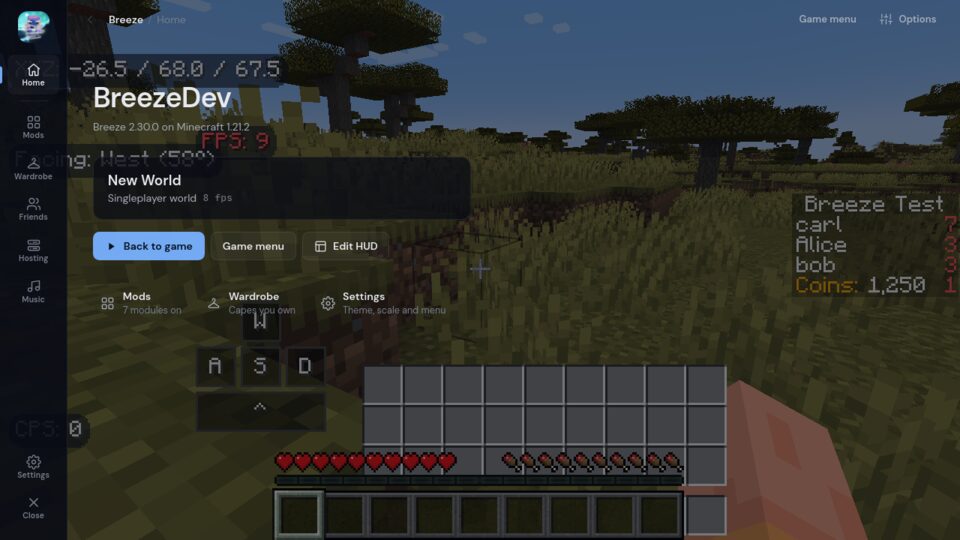 Breeze / Home
Game menu
Options
XYZ: -26.5 / 68.0 / 67.5
Home
BreezeDev
Breeze 2.30.0 on Minecraft 1.21.2
Mods
FPS: 9
Facing: West (58°)
Wardrobe
New World
Singleplayer world 8 fps
Friends
Breeze Test
carl 7
Alice 3
bob 3
Coins: 1,250 1
Back to game
Game menu
Edit HUD
Hosting
Music
Mods
7 modules on
Wardrobe
Capes you own
Settings
Theme, scale and menu
W
A S D
^
CPS: 0
Settings
Close